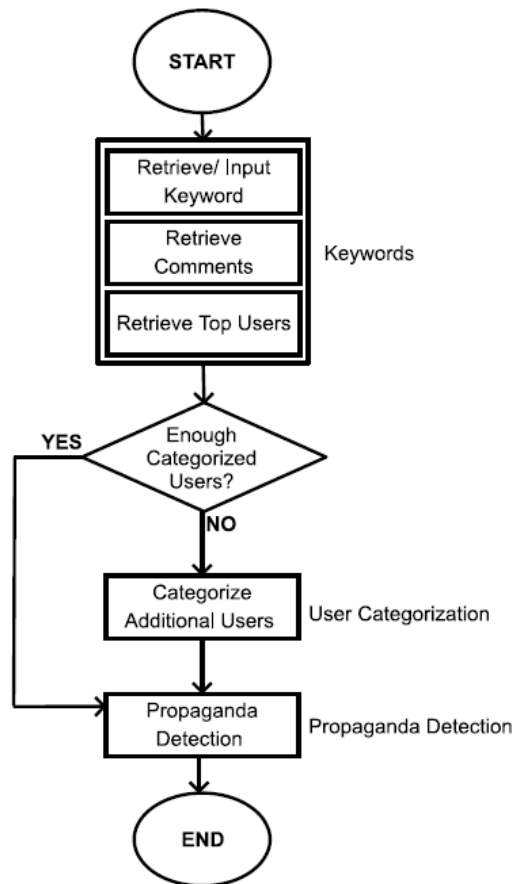 START
Retrieve/ Input
Keyword
Retrieve
Comments
Keywords
Retrieve Top Users
YES
Enough
Categorized
Users?
NO
Categorize
Additional Users
User Categorization
Propaganda
Detection
Propaganda Detection
END